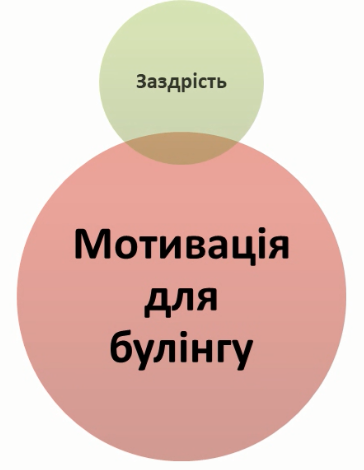 Заздрість
Мотивація
для
булінгу